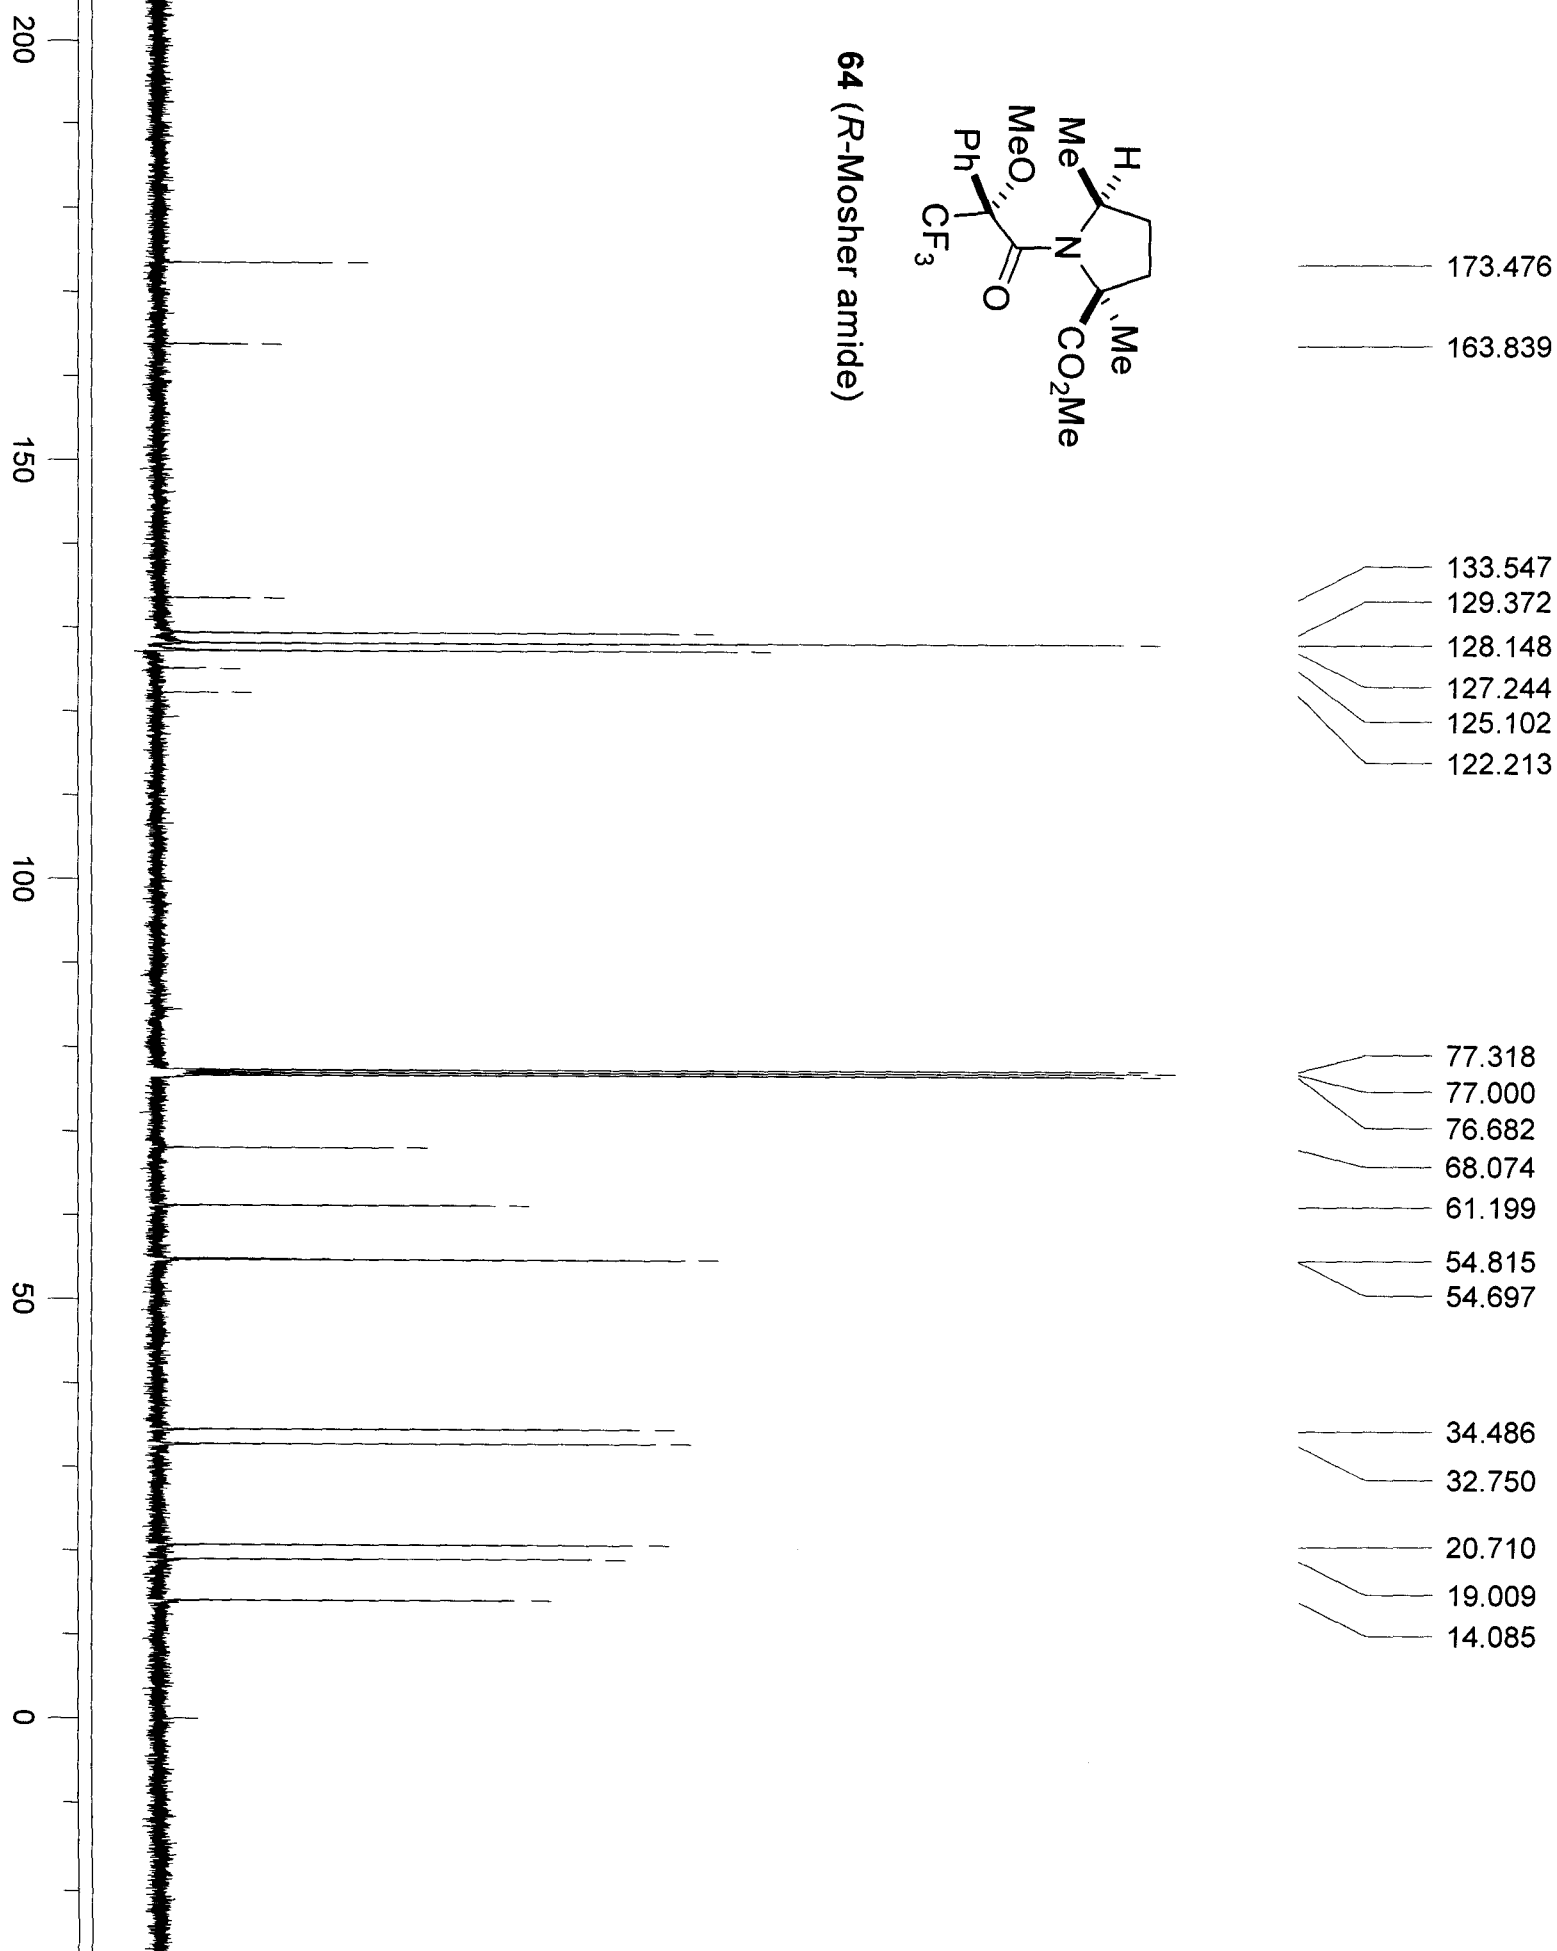 173.476
163.839
133.547
129.372
128.148
127.244
125.102
122.213
77.318
77.000
76.682
68.074
61.199
54.815
54.697
34.486
32.750
20.710
19.009
14.085
H
Me
Me
MeO
N
CO2Me
Ph
O
CF3
64 (R-Mosher amide)
200
150
100
50
0